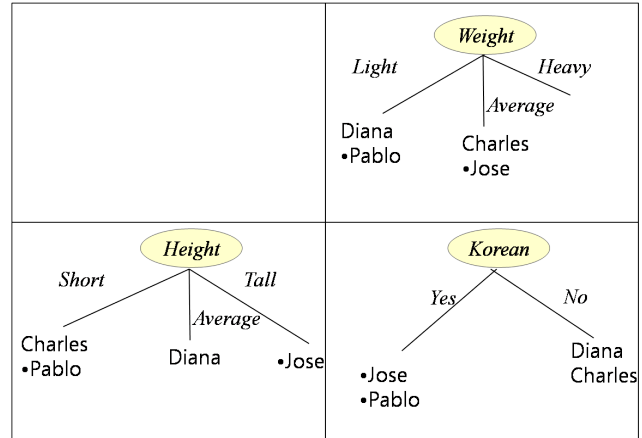 Weight
Light
Heavy
Average
Diana
•Pablo
Charles
•Jose
Height
Short
Tall
Average
Charles
•Pablo
Diana
•Jose
Korean
Yes
No
•Jose
•Pablo
Diana
Charles